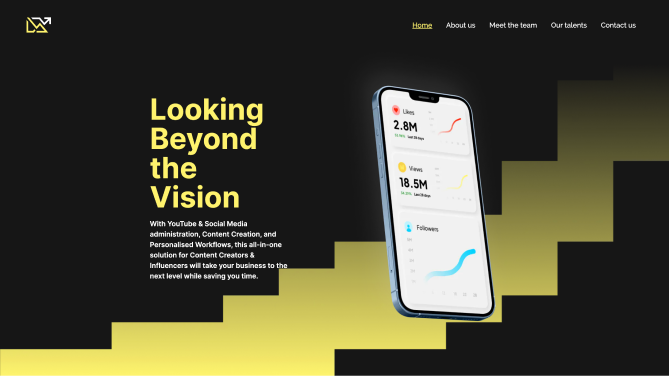 Home About us Meet the team Our talents Contact us
Looking
Beyond
the
Vision
With YouTube & Social Media
administration, Content Creation, and
Personalised Workflows, this all-in-one
solution for Content Creators &
Influencers will take your business to the
next level while saving you time.
Likes
2.8M
Last 28 days
Views
18.5M
Last 28 days
Followers